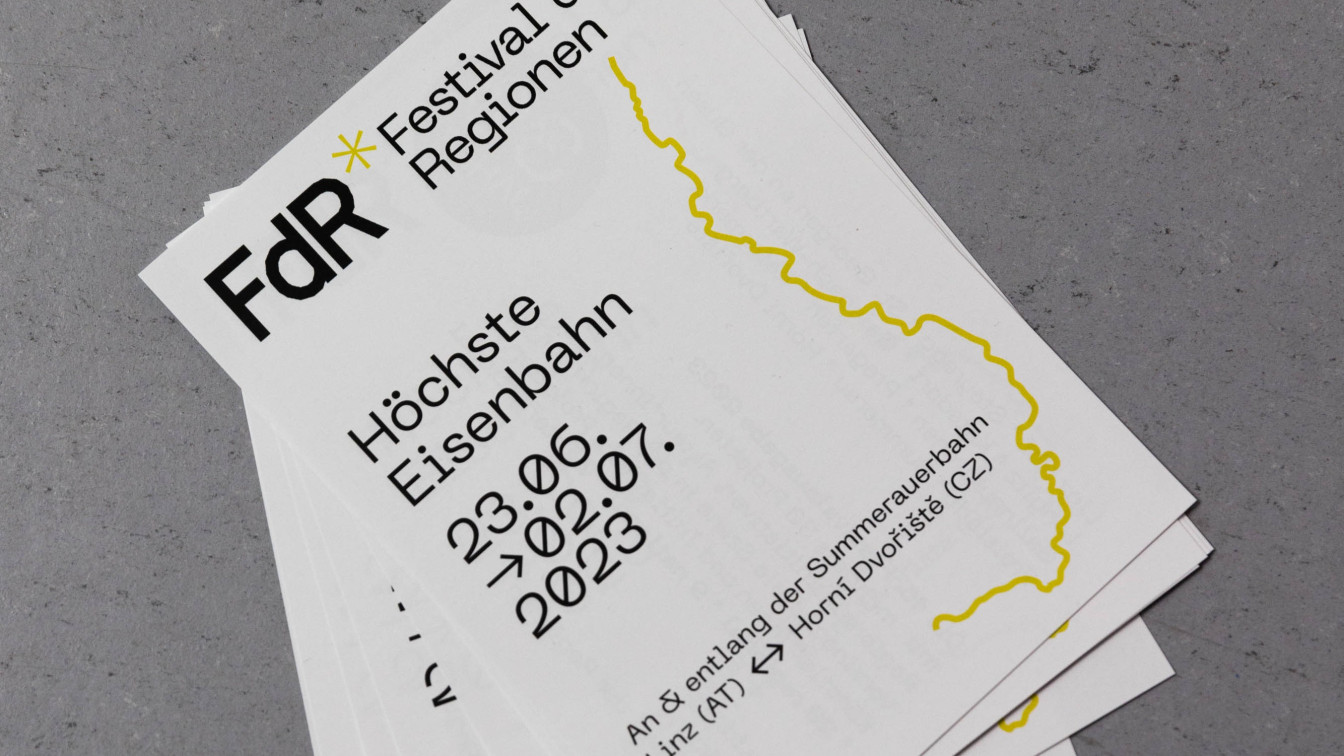 FdR*
Festival
Regionen
Höchste
Eisenbahn
23.06.
→02.07.
2023
An & entlang der Summerauerbahn
Linz (AT) ↔ Horní Dvořiště (CZ)